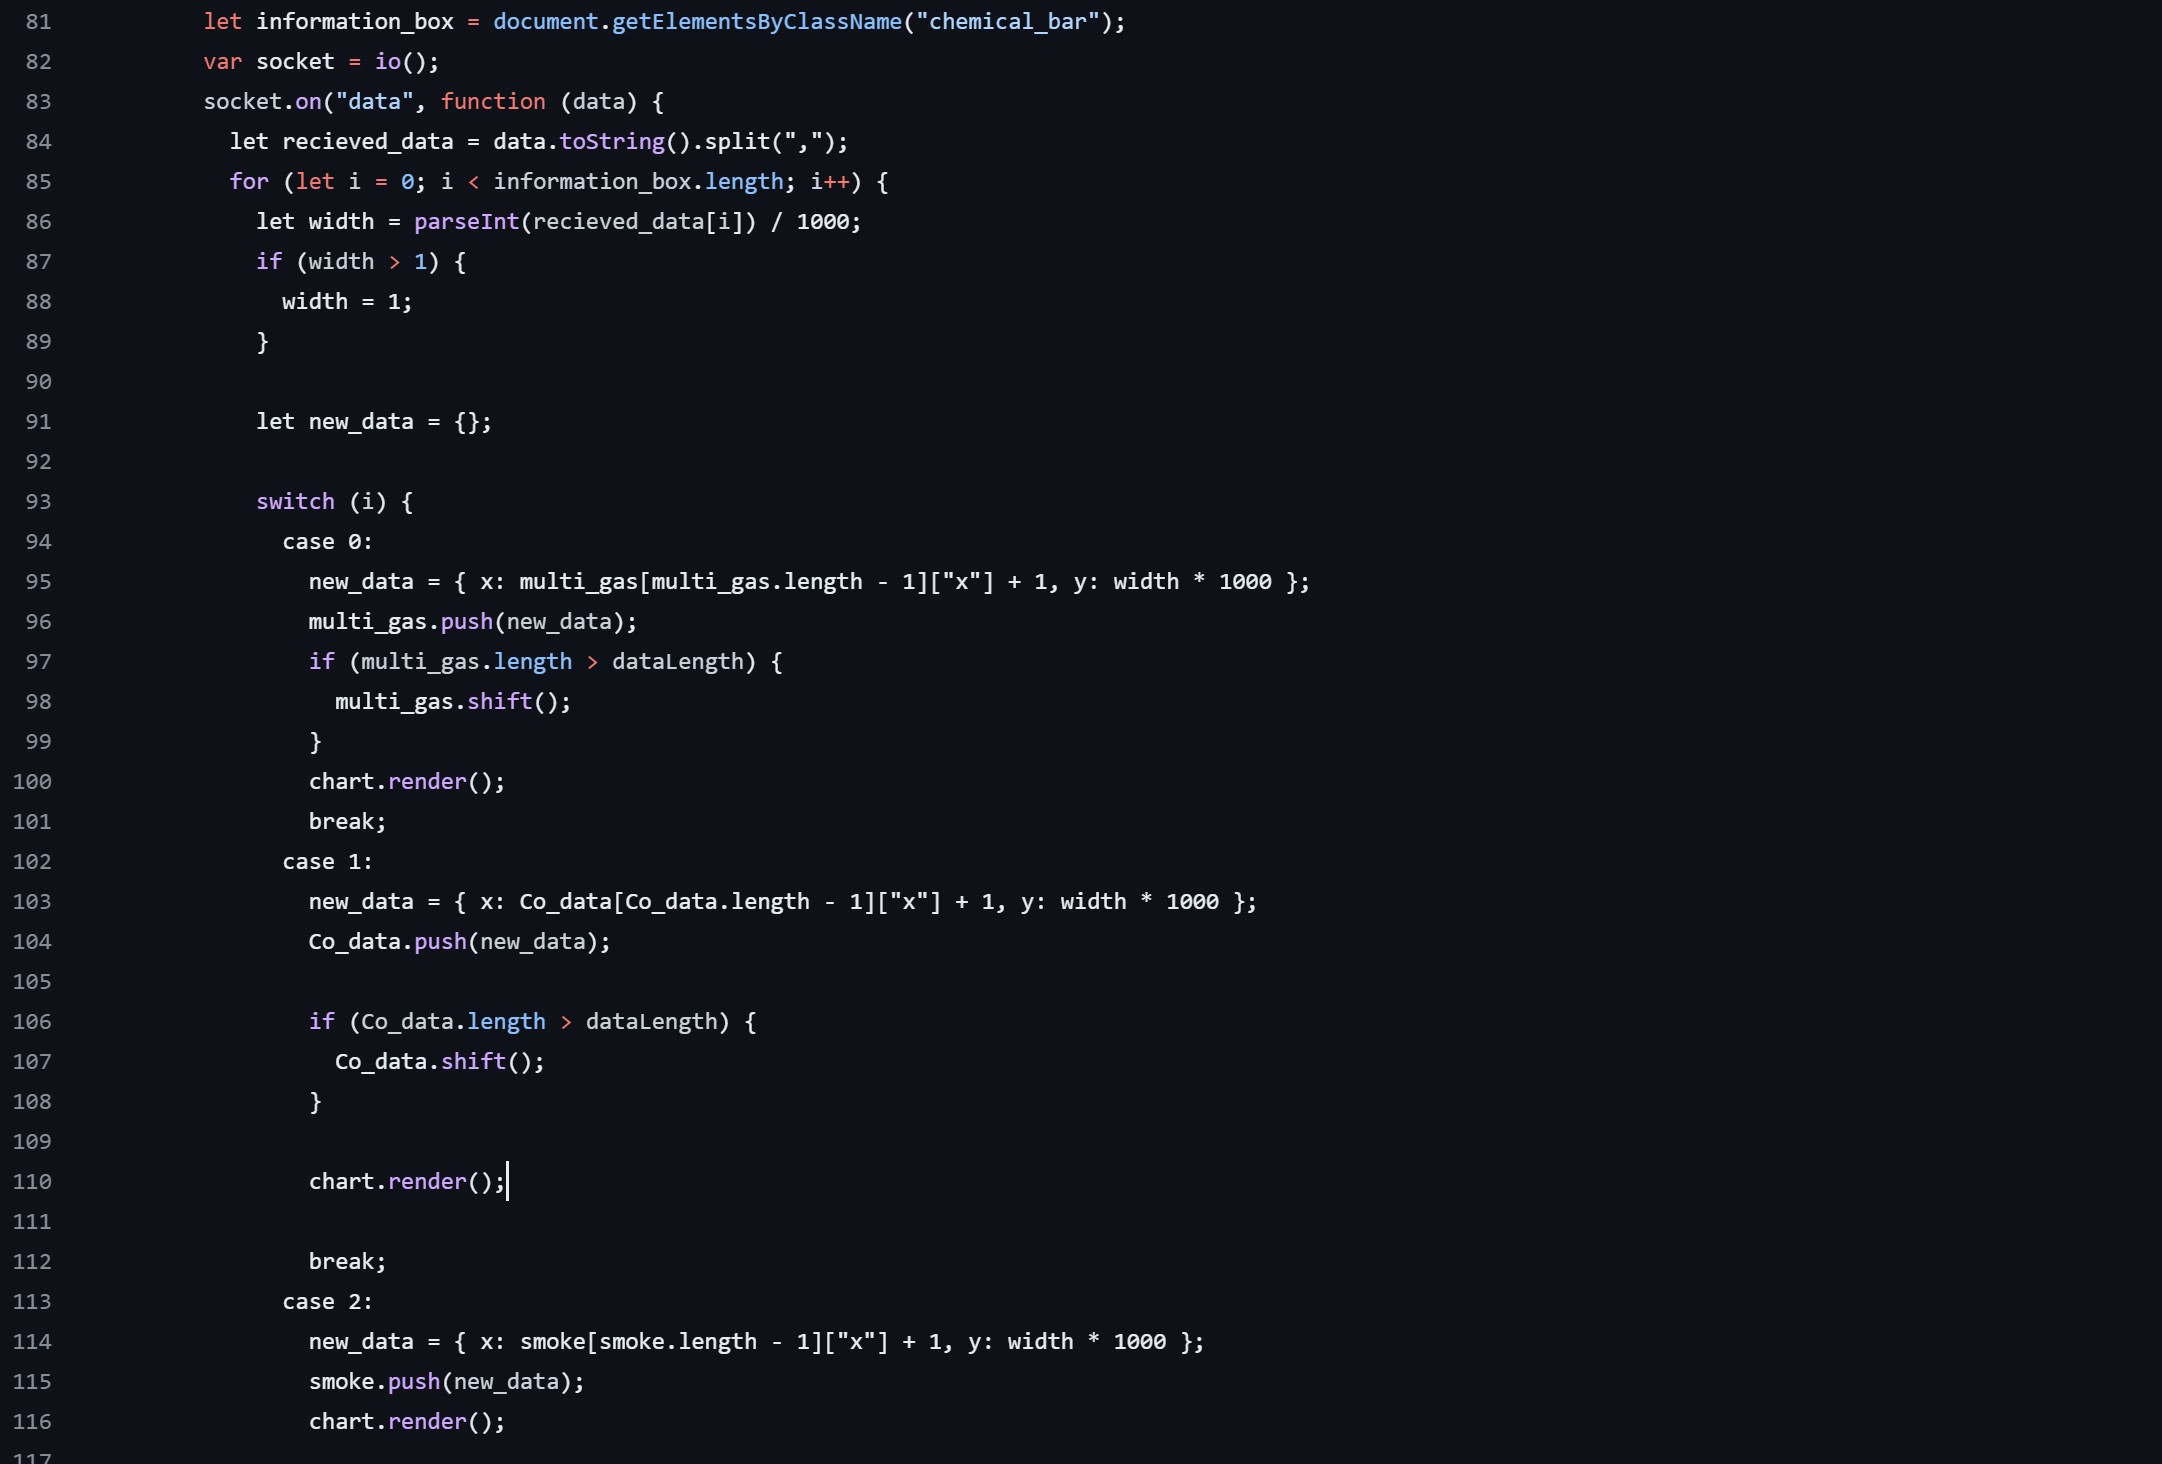 81 let information_box = document.getElementsByClassName("chemical_bar");
82 var socket = io();
83 socket.on("data", function (data) {
84 let recieved_data = data.toString().split(",");
85 for (let i = 0; i < information_box.length; i++) {
86 let width = parseInt(recieved_data[i]) / 1000;
87 if (width > 1) {
88 width = 1;
89 }
90
91 let new_data = {};
92
93 switch (i) {
94 case 0:
95 new_data = { x: multi_gas[multi_gas.length - 1]["x"] + 1, y: width * 1000 };
96 multi_gas.push(new_data);
97 if (multi_gas.length > dataLength) {
98 multi_gas.shift();
99 }
100 chart.render();
101 break;
102 case 1:
103 new_data = { x: Co_data[Co_data.length - 1]["x"] + 1, y: width * 1000 };
104 Co_data.push(new_data);
105
106 if (Co_data.length > dataLength) {
107 Co_data.shift();
108 }
109
110 chart.render();
111
112 break;
113 case 2:
114 new_data = { x: smoke[smoke.length - 1]["x"] + 1, y: width * 1000 };
115 smoke.push(new_data);
116 chart.render();
117